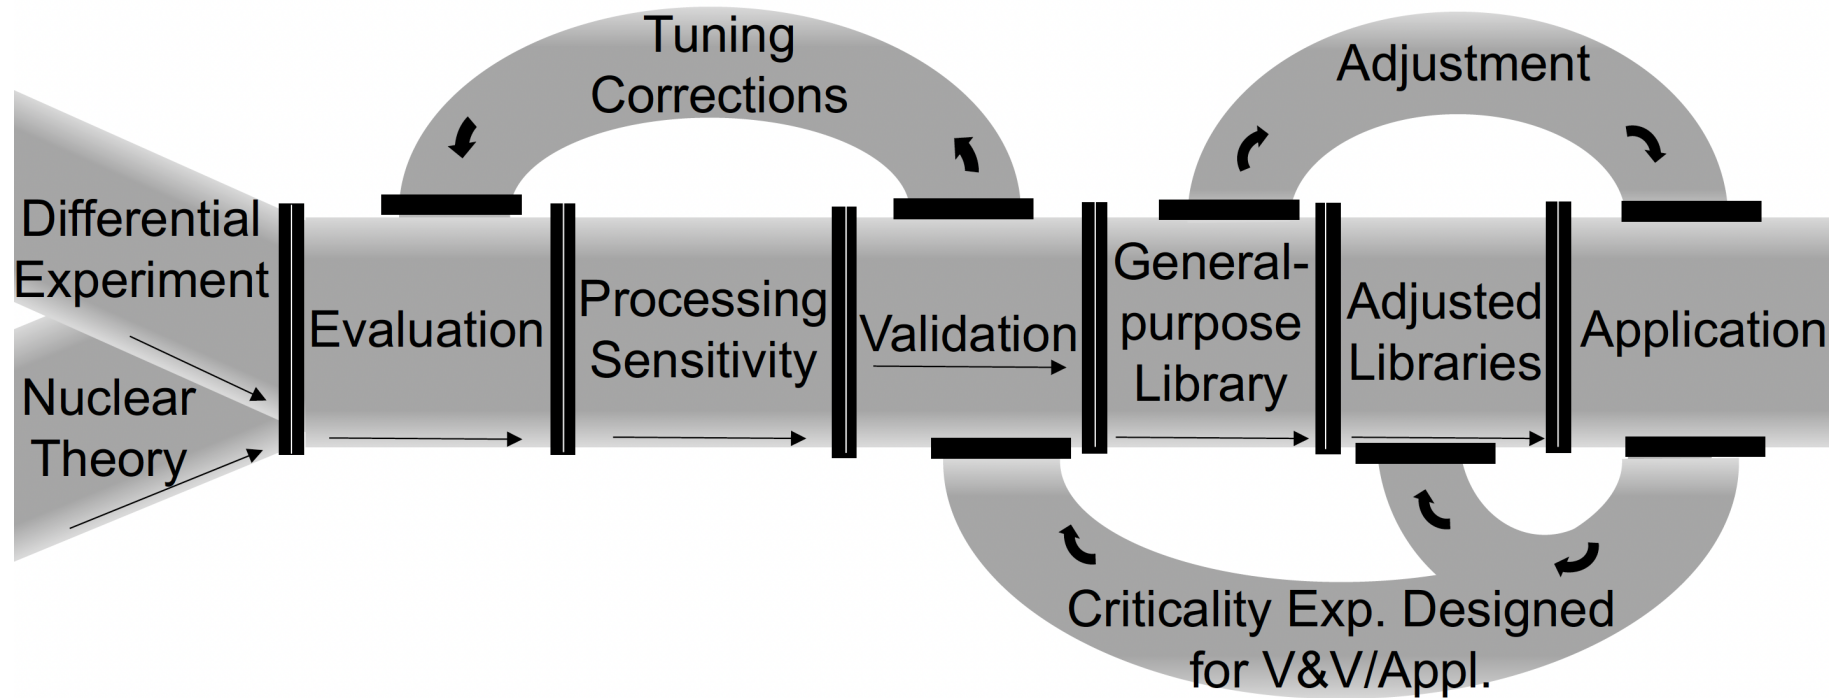 Tuning
Corrections
Adjustment
Differential
Experiment
Nuclear
Theory
Evaluation
Processing
Sensitivity
Validation
General-
purpose
Library
Adjusted
Libraries
Application
Criticality Exp. Designed
for V&V/Appl.